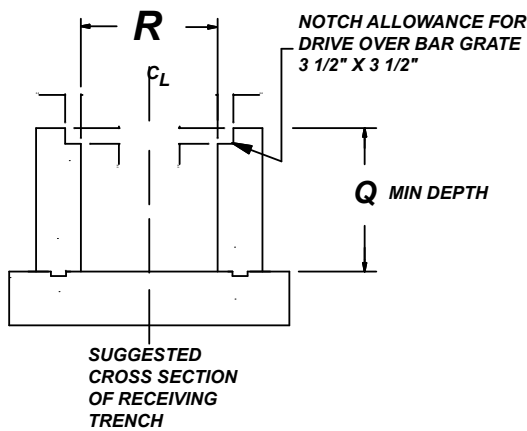 R
NOTCH ALLOWANCE FOR
DRIVE OVER BAR GRATE
3 1/2" X 3 1/2"
CL
Q MIN DEPTH
SUGGESTED
CROSS SECTION
OF RECEIVING
TRENCH